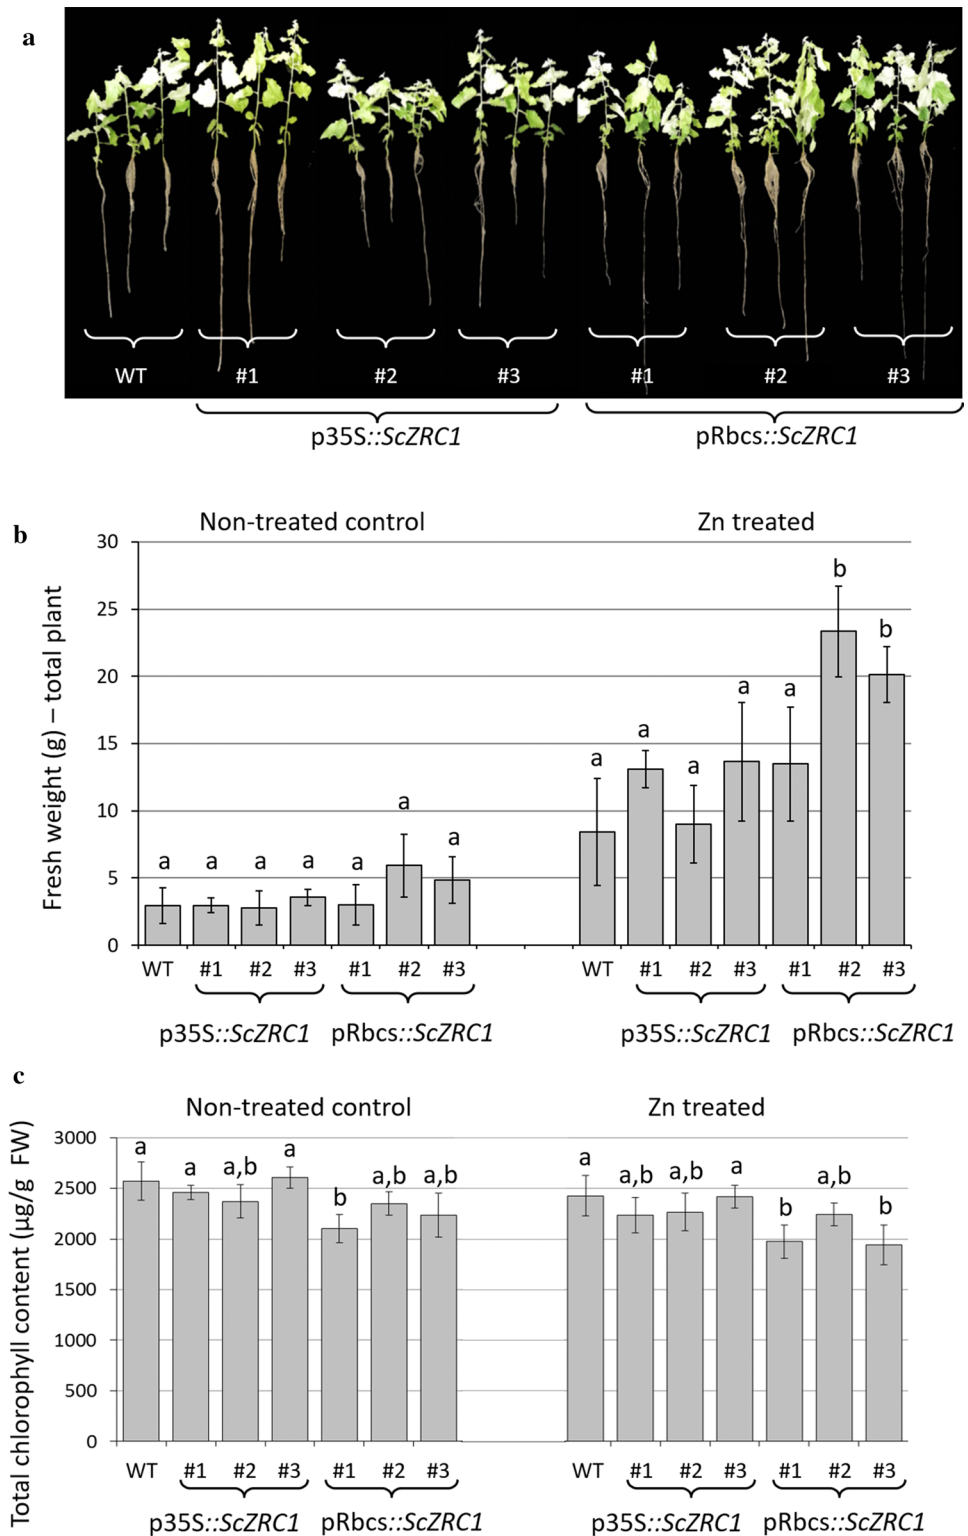 a
WT #1 #2 #3 #1 #2 #3
p35S::ScZRC1 pRbcs::ScZRC1
b
Non-treated control Zn treated
Fresh weight (g) – total plant
30
25
20
15
10
5
0
a a a a a a a a a a a a b b
WT #1 #2 #3 #1 #2 #3 WT #1 #2 #3 #1 #2 #3
p35S::ScZRC1 pRbcs::ScZRC1 p35S::ScZRC1 pRbcs::ScZRC1
c
Non-treated control Zn treated
Total chlorophyll content (µg/g FW)
3000
2500
2000
1500
1000
500
0
a a a,b a b a,b a,b a a,b a,b a b a,b b
WT #1 #2 #3 #1 #2 #3 WT #1 #2 #3 #1 #2 #3
p35S::ScZRC1 pRbcs::ScZRC1 p35S::ScZRC1 pRbcs::ScZRC1